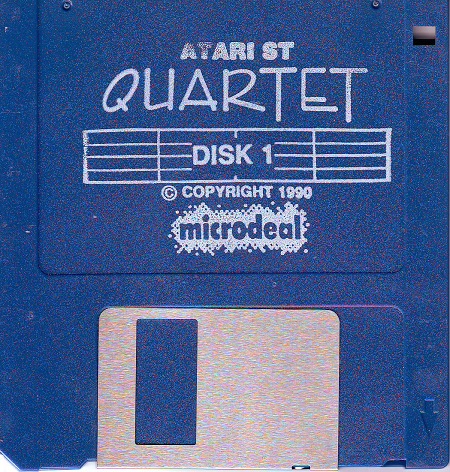 ATARI ST
QUARTET
DISK 1
© COPYRIGHT 1990
microdeal